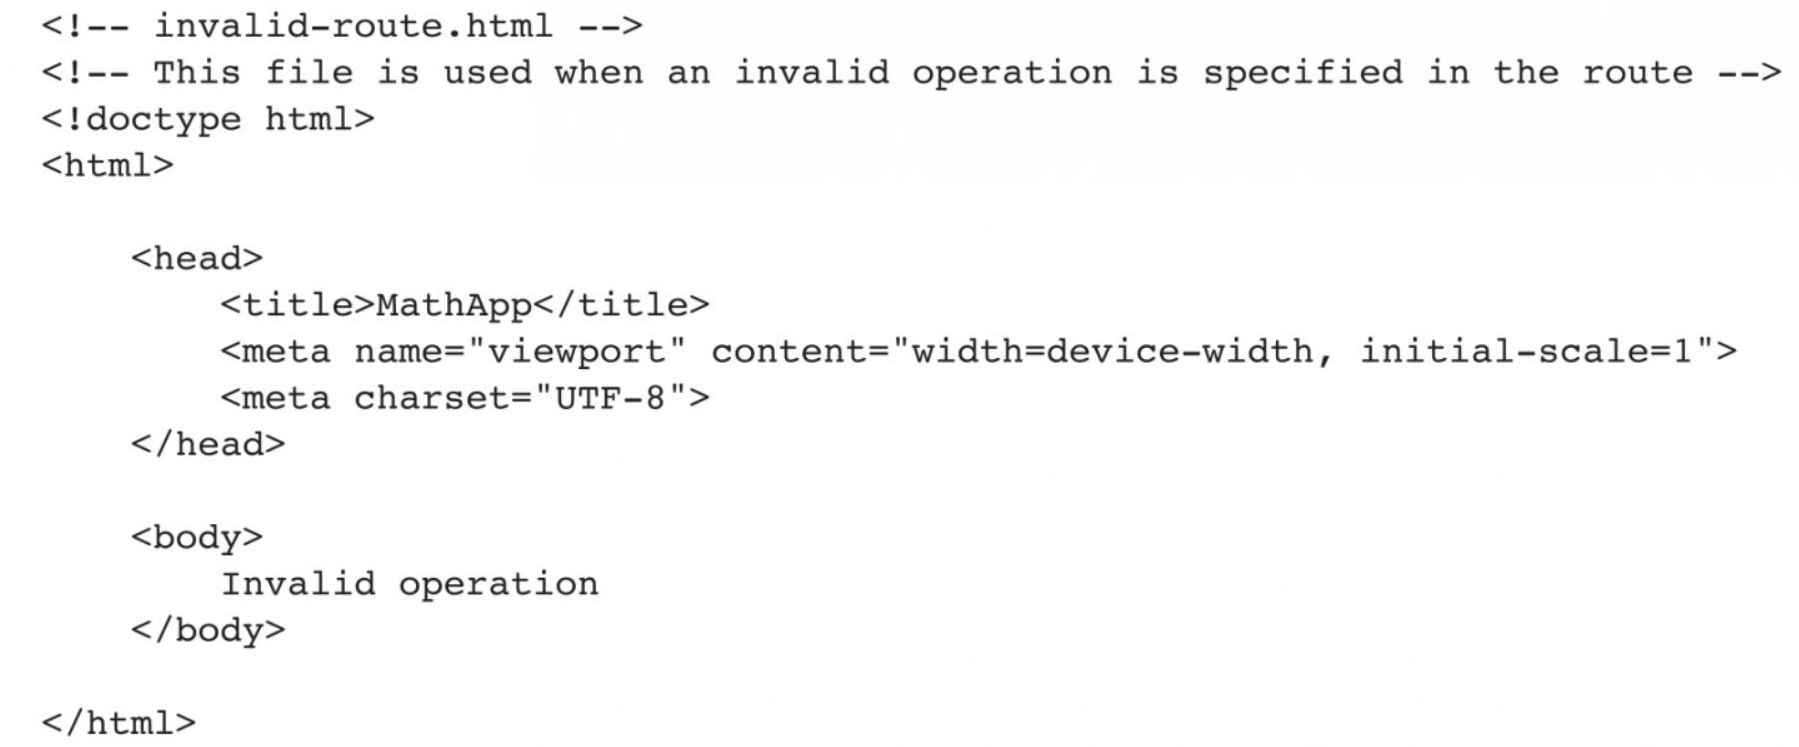 <!-- invalid-route.html -->
<!-- This file is used when an invalid operation is specified in the route -->
<!doctype html>
<html>
<head>
<title>MathApp</title>
<meta name="viewport" content="width=device-width, initial-scale=1">
<meta charset="UTF-8">
</head>
<body>
Invalid operation
</body>
</html>